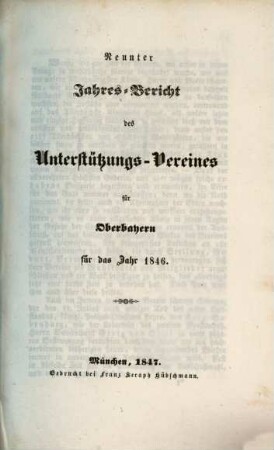 Neunter
Jahres-Bericht
des
Unterstützungs-Vereines
für
Oberbayern
für das Jahr 1846.
München, 1847.
Gedruckt bei Franz Seraph Hübschmann.